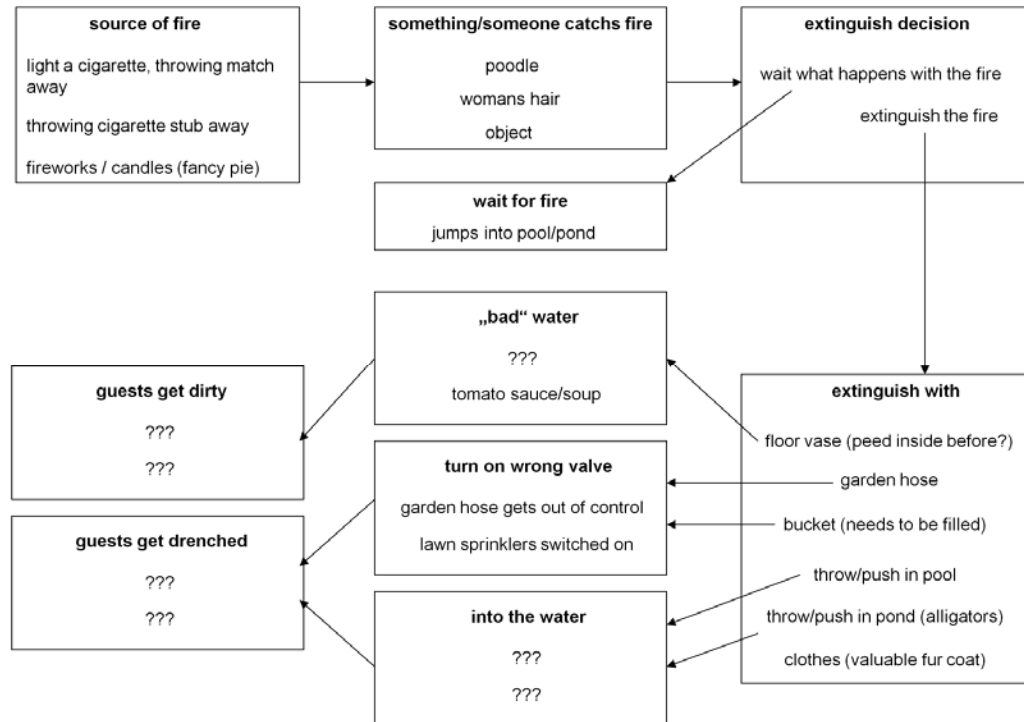 source of fire
light a cigarette, throwing match
away
throwing cigarette stub away
fireworks / candles (fancy pie)
something/someone catchs fire
poodle
womans hair
object
extinguish decision
wait what happens with the fire
extinguish the fire
wait for fire
jumps into pool/pond
„bad“ water
???
tomato sauce/soup
guests get dirty
???
???
extinguish with
floor vase (peed inside before?)
garden hose
bucket (needs to be filled)
throw/push in pool
throw/push in pond (alligators)
clothes (valuable fur coat)
turn on wrong valve
garden hose gets out of control
lawn sprinklers switched on
guests get drenched
???
???
into the water
???
???